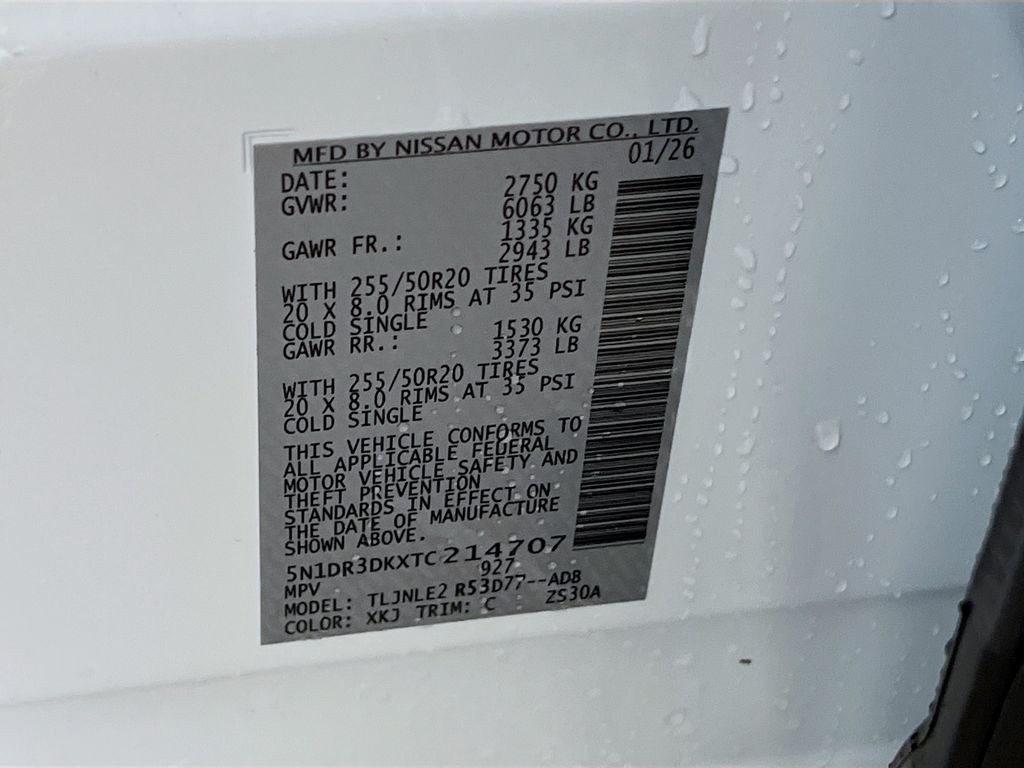 MFD BY NISSAN MOTOR CO., LTD.
DATE: 01/26
GVWR: 2750 KG
6063 LB
GAWR FR.: 1335 KG
2943 LB
WITH 255/50R20 TIRES
20 X 8.0 RIMS AT 35 PSI
COLD SINGLE
GAWR RR.: 1530 KG
3373 LB
WITH 255/50R20 TIRES
20 X 8.0 RIMS AT 35 PSI
COLD SINGLE
THIS VEHICLE CONFORMS TO
ALL APPLICABLE FEDERAL
MOTOR VEHICLE SAFETY AND
THEFT PREVENTION
STANDARDS IN EFFECT ON
THE DATE OF MANUFACTURE
SHOWN ABOVE.
5N1DR3DKXTC214707
MPV 927
MODEL: TLJNLE2 R53D77--ADB
COLOR: XKJ TRIM: C ZS30A